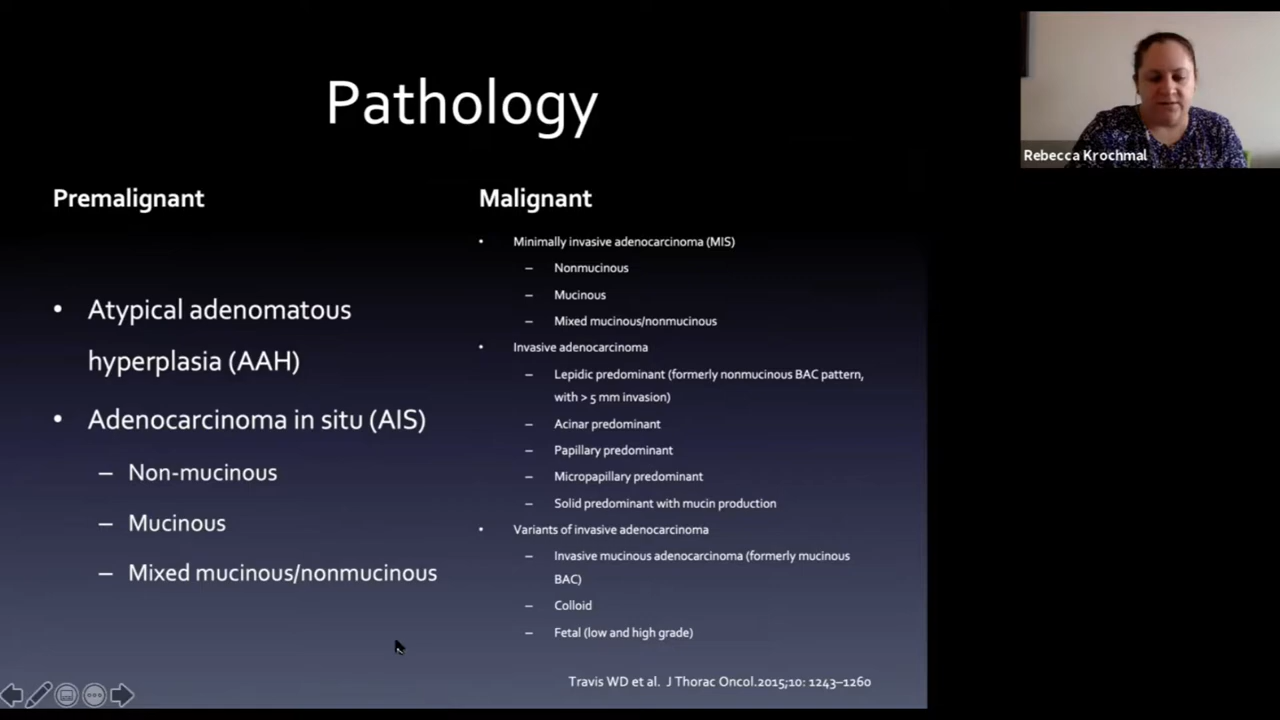 Pathology
Rebecca Krochmal
Premalignant
• Atypical adenomatous
hyperplasia (AAH)
• Adenocarcinoma in situ (AIS)
– Non-mucinous
– Mucinous
– Mixed mucinous/nonmucinous
Malignant
• Minimally invasive adenocarcinoma (MIS)
– Nonmucinous
– Mucinous
– Mixed mucinous/nonmucinous
• Invasive adenocarcinoma
– Lepidic predominant (formerly nonmucinous BAC pattern,
with > 5 mm invasion)
– Acinar predominant
– Papillary predominant
– Micropapillary predominant
– Solid predominant with mucin production
• Variants of invasive adenocarcinoma
– Invasive mucinous adenocarcinoma (formerly mucinous
BAC)
– Colloid
– Fetal (low and high grade)
Travis WD et al. J Thorac Oncol.2015;10: 1243–1260